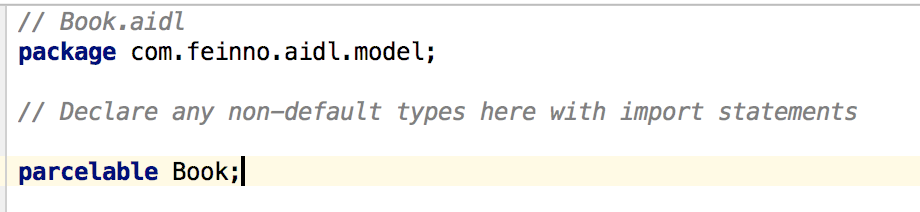 // Book.aidl
package com.feinno.aidl.model;
// Declare any non-default types here with import statements
parcelable Book;